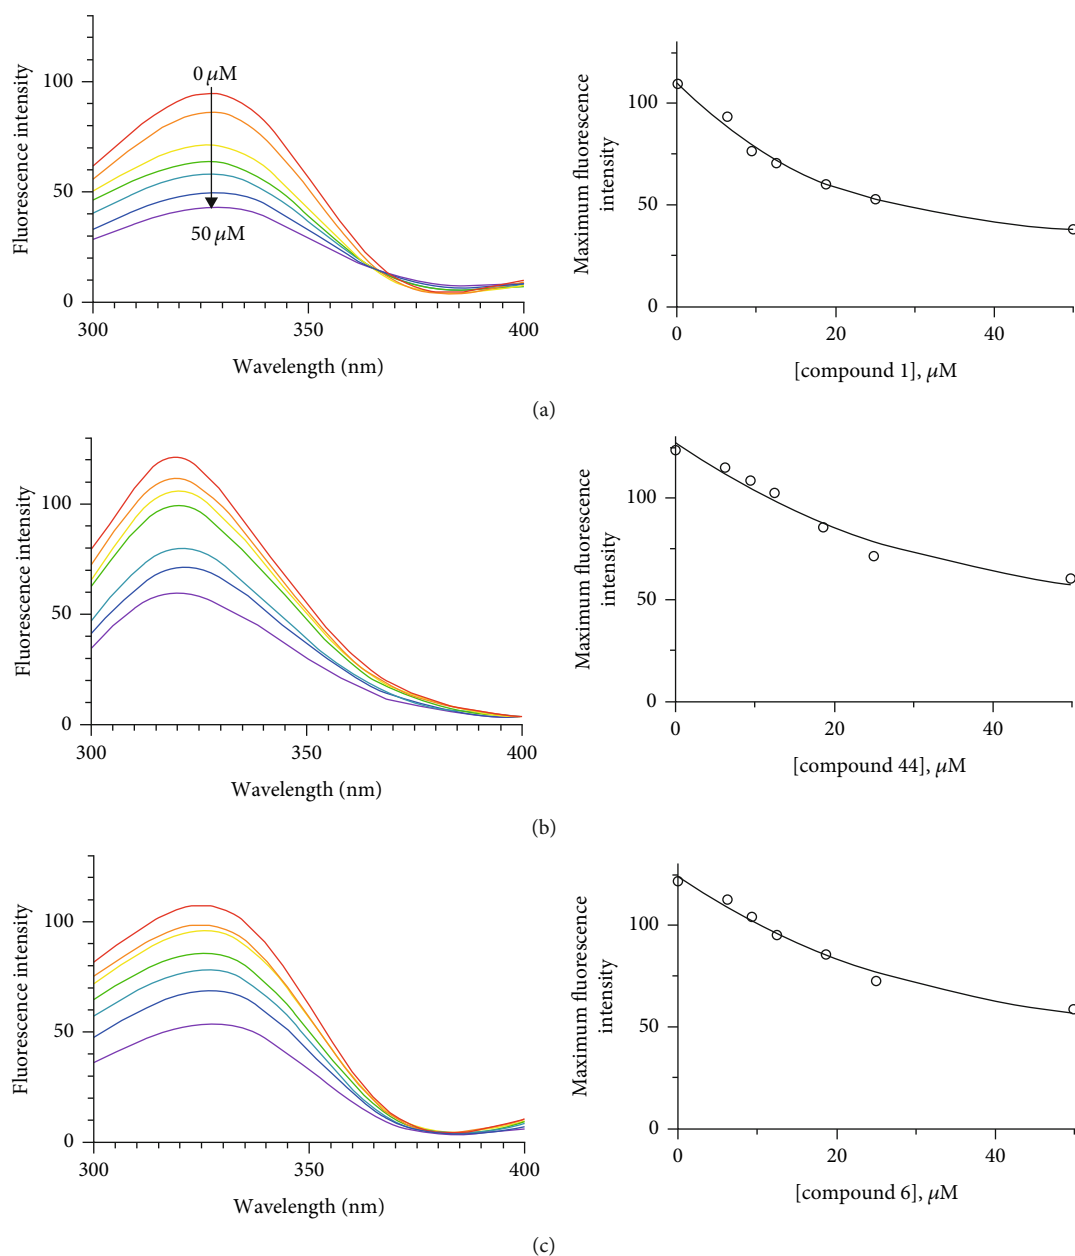 Fluorescence intensity
100
50
0
0 μM
50 μM
300
350
400
Wavelength (nm)
Maximum fluorescence
intensity
100
50
0
0
20
40
[compound 1], μM
(a)
Fluorescence intensity
100
50
0
300
350
400
Wavelength (nm)
Maximum fluorescence
intensity
100
50
0
0
20
40
[compound 44], μM
(b)
Fluorescence intensity
100
50
0
300
350
400
Wavelength (nm)
Maximum fluorescence
intensity
100
50
0
0
20
40
[compound 6], μM
(c)